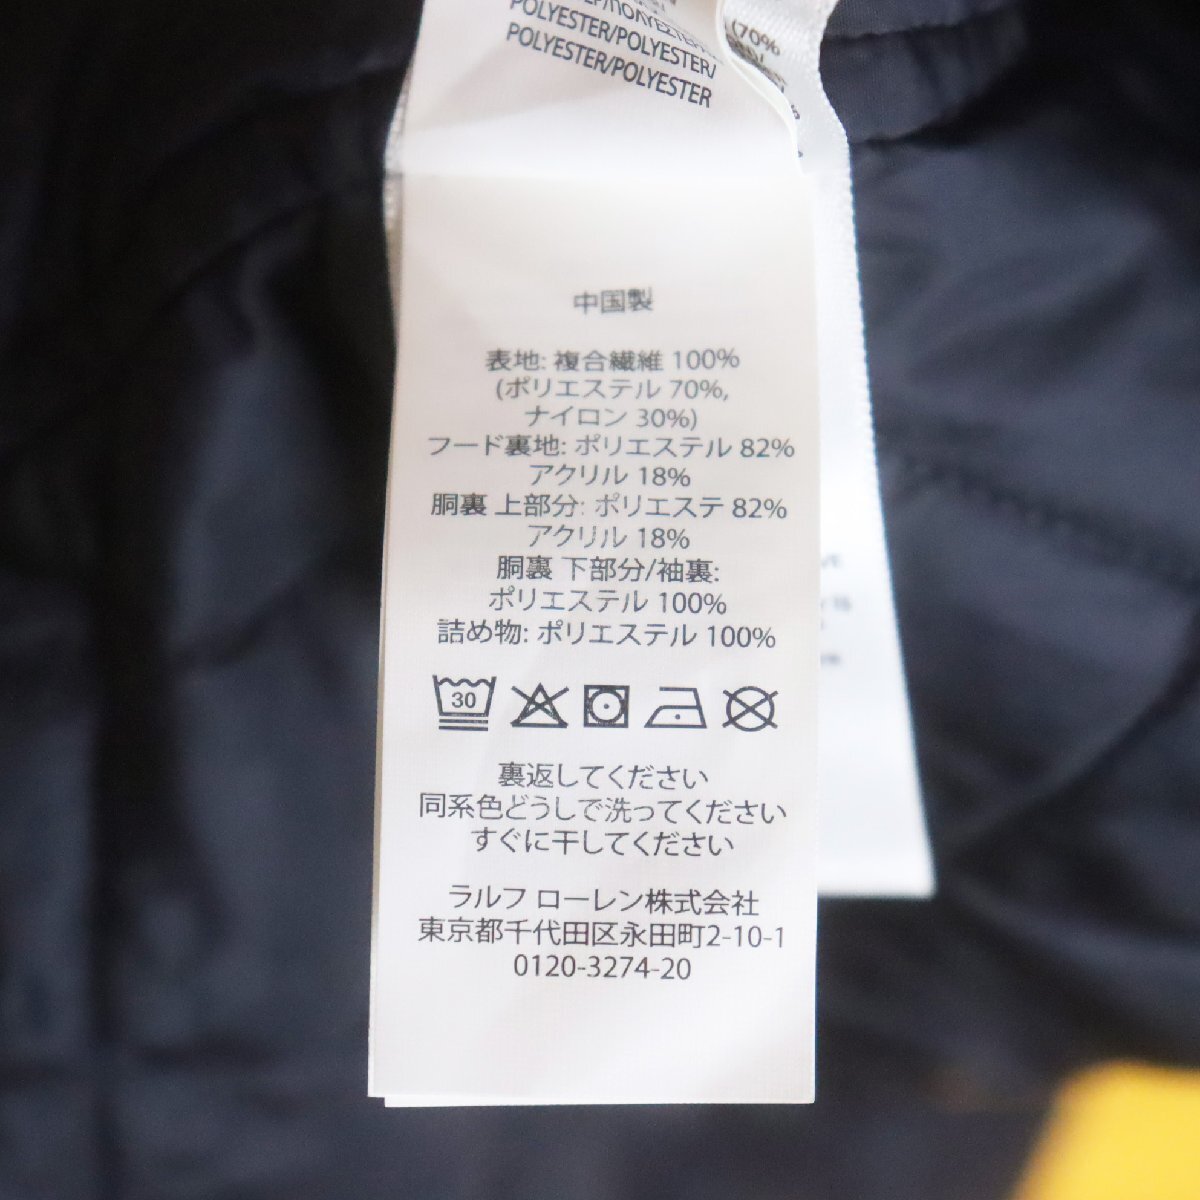 POLYESTER/POLYESTER/
POLYESTER/POLYESTER
(70%
中国製
表地: 複合繊維 100%
(ポリエステル 70%,
ナイロン 30%)
フード裏地: ポリエステル 82%
アクリル 18%
胴裏 上部分: ポリエステ 82%
アクリル 18%
胴裏 下部分/袖裏:
ポリエステル 100%
詰め物: ポリエステル 100%
30
裏返してください
同系色どうしで洗ってください
すぐに干してください
ラルフ ローレン株式会社
東京都千代田区永田町2-10-1
0120-3274-20